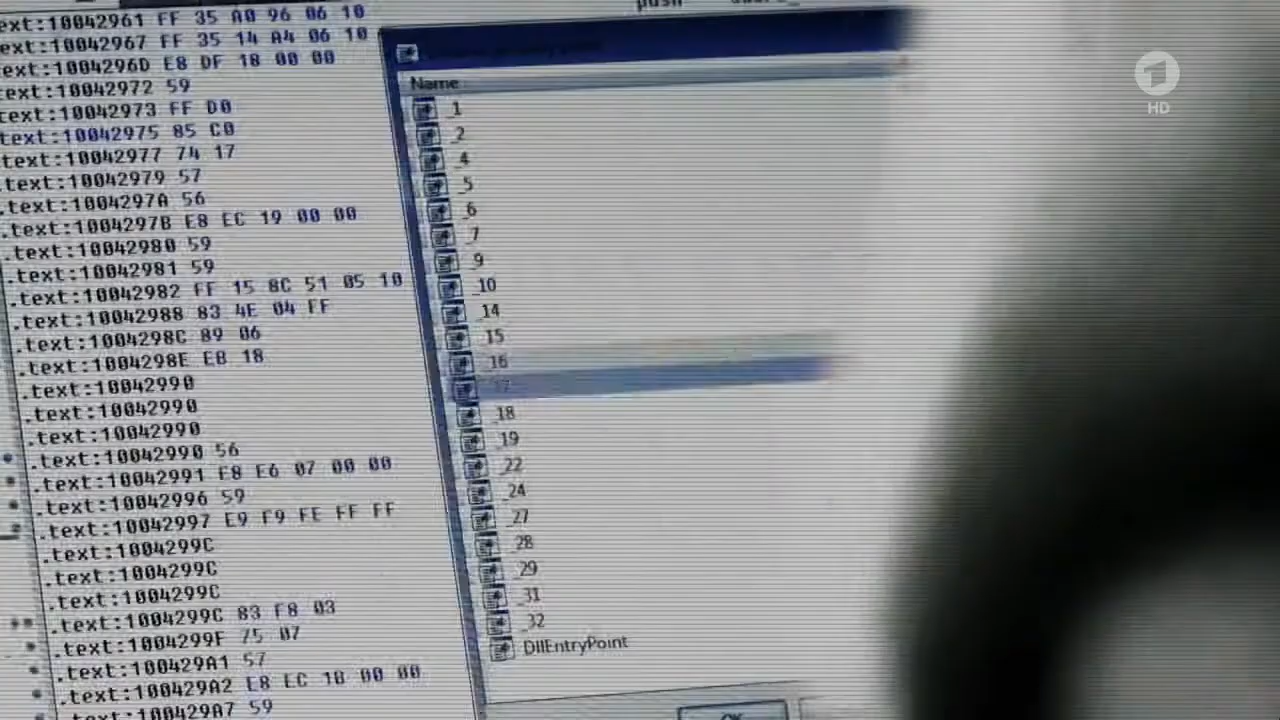 ext:10042961 FF 35 A0 96 06 10
ext:10042967 FF 35 14 A4 06 10
ext:1004296D E8 DF 18 00 00
ext:10042972 59
text:10042973 FF D0
text:10042975 85 C0
.text:10042977 74 17
.text:10042979 57
.text:1004297A 56
.text:1004297B E8 EC 19 00 00
.text:10042980 59
.text:10042981 59
.text:10042982 FF 15 8C 51 05 10
.text:10042988 83 4E 04 FF
.text:1004298C 89 06
.text:1004298E EB 18
.text:10042990
.text:10042990
.text:10042990
.text:10042990 56
.text:10042991 E8 E6 07 00 00
.text:10042996 59
.text:10042997 E9 F9 FE FF FF
.text:1004299C
.text:1004299C
.text:1004299C
.text:1004299C 83 F8 03
.text:1004299F 75 07
.text:100429A1 57
.text:100429A2 E8 EC 1B 00 00
.text:100429A7 59
push
Name
_1
_2
_4
_5
_6
_7
_9
_10
_14
_15
_16
_17
_18
_19
_22
_24
_27
_28
_29
_31
_32
DllEntryPoint
OK
1
HD